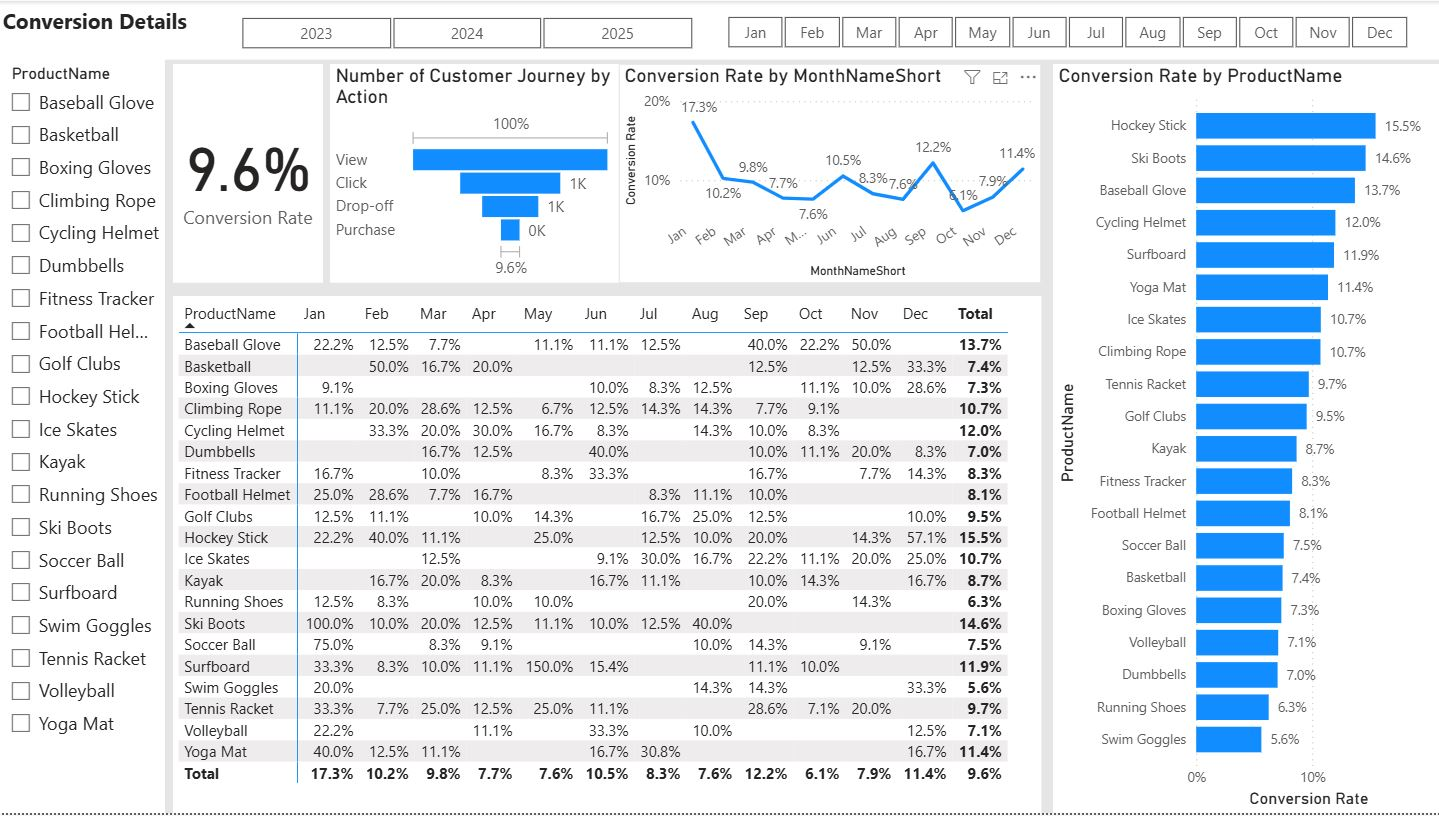 Conversion Details
2023 2024 2025
Jan Feb Mar Apr May Jun Jul Aug Sep Oct Nov Dec
ProductName
Baseball Glove
Basketball
Boxing Gloves
Climbing Rope
Cycling Helmet
Dumbbells
Fitness Tracker
Football Hel...
Golf Clubs
Hockey Stick
Ice Skates
Kayak
Running Shoes
Ski Boots
Soccer Ball
Surfboard
Swim Goggles
Tennis Racket
Volleyball
Yoga Mat
9.6%
Conversion Rate
Number of Customer Journey by
Action
100%
View
Click 1K
Drop-off 1K
Purchase 0K
9.6%
Conversion Rate by MonthNameShort
Conversion Rate
20%
10%
17.3% 10.2% 9.8% 7.7% 7.6% 10.5% 8.3% 7.6% 12.2% 6.1% 7.9% 11.4%
Jan Feb Mar Apr M... Jun Jul Aug Sep Oct Nov Dec
MonthNameShort
ProductName Jan Feb Mar Apr May Jun Jul Aug Sep Oct Nov Dec Total
Baseball Glove 22.2% 12.5% 7.7% 11.1% 11.1% 12.5% 40.0% 22.2% 50.0% 13.7%
Basketball 50.0% 16.7% 20.0% 12.5% 12.5% 33.3% 7.4%
Boxing Gloves 9.1% 10.0% 8.3% 12.5% 11.1% 10.0% 28.6% 7.3%
Climbing Rope 11.1% 20.0% 28.6% 12.5% 6.7% 12.5% 14.3% 14.3% 7.7% 9.1% 10.7%
Cycling Helmet 33.3% 20.0% 30.0% 16.7% 8.3% 14.3% 10.0% 8.3% 12.0%
Dumbbells 16.7% 12.5% 40.0% 10.0% 11.1% 20.0% 8.3% 7.0%
Fitness Tracker 16.7% 10.0% 8.3% 33.3% 16.7% 7.7% 14.3% 8.3%
Football Helmet 25.0% 28.6% 7.7% 16.7% 8.3% 11.1% 10.0% 8.1%
Golf Clubs 12.5% 11.1% 10.0% 14.3% 16.7% 25.0% 12.5% 10.0% 9.5%
Hockey Stick 22.2% 40.0% 11.1% 25.0% 12.5% 10.0% 20.0% 14.3% 57.1% 15.5%
Ice Skates 12.5% 9.1% 30.0% 16.7% 22.2% 11.1% 20.0% 25.0% 10.7%
Kayak 16.7% 20.0% 8.3% 16.7% 11.1% 10.0% 14.3% 16.7% 8.7%
Running Shoes 12.5% 8.3% 10.0% 10.0% 20.0% 14.3% 6.3%
Ski Boots 100.0% 10.0% 20.0% 12.5% 11.1% 10.0% 12.5% 40.0% 14.6%
Soccer Ball 75.0% 8.3% 9.1% 10.0% 14.3% 9.1% 7.5%
Surfboard 33.3% 8.3% 10.0% 11.1% 150.0% 15.4% 11.1% 10.0% 11.9%
Swim Goggles 20.0% 14.3% 14.3% 33.3% 5.6%
Tennis Racket 33.3% 7.7% 25.0% 12.5% 25.0% 11.1% 28.6% 7.1% 20.0% 9.7%
Volleyball 22.2% 11.1% 33.3% 10.0% 12.5% 7.1%
Yoga Mat 40.0% 12.5% 11.1% 16.7% 30.8% 16.7% 11.4%
Total 17.3% 10.2% 9.8% 7.7% 7.6% 10.5% 8.3% 7.6% 12.2% 6.1% 7.9% 11.4% 9.6%
Conversion Rate by ProductName
ProductName
Hockey Stick 15.5%
Ski Boots 14.6%
Baseball Glove 13.7%
Cycling Helmet 12.0%
Surfboard 11.9%
Yoga Mat 11.4%
Ice Skates 10.7%
Climbing Rope 10.7%
Tennis Racket 9.7%
Golf Clubs 9.5%
Kayak 8.7%
Fitness Tracker 8.3%
Football Helmet 8.1%
Soccer Ball 7.5%
Basketball 7.4%
Boxing Gloves 7.3%
Volleyball 7.1%
Dumbbells 7.0%
Running Shoes 6.3%
Swim Goggles 5.6%
0% 10%
Conversion Rate